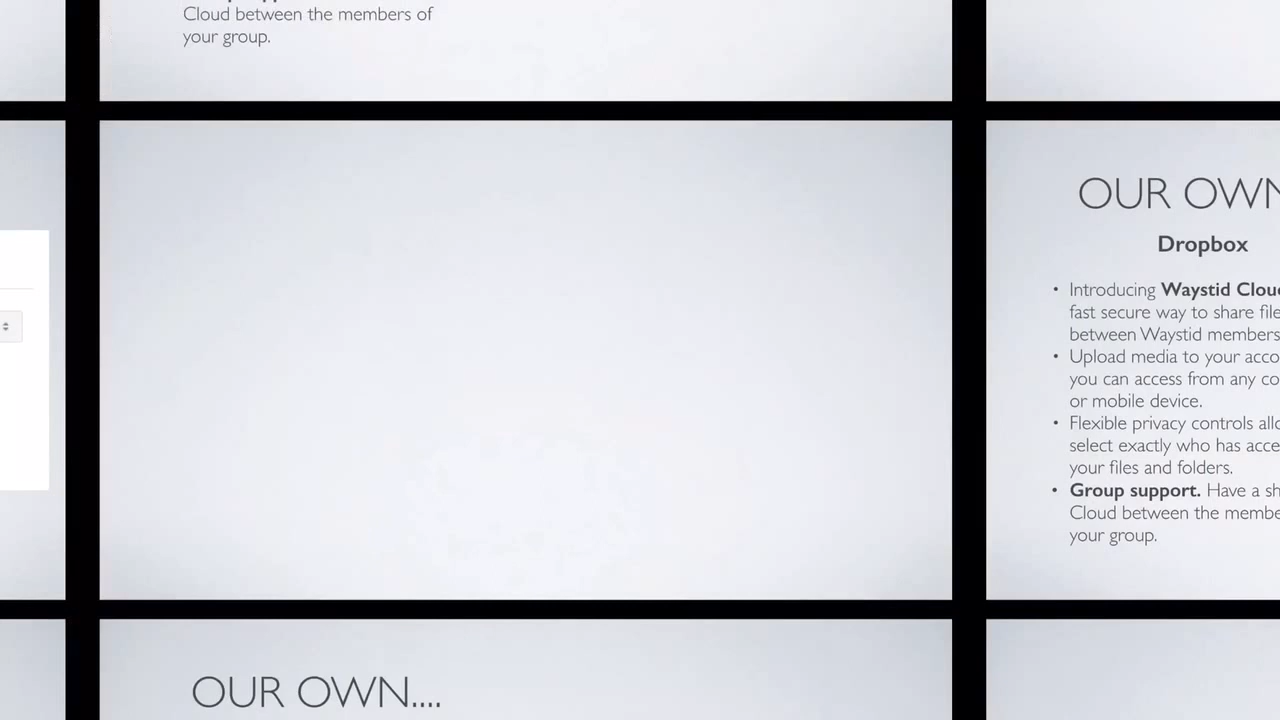 Cloud between the members of
your group.
OUR OWN
Dropbox
• Introducing Waystid Cloud
fast secure way to share file
between Waystid members
• Upload media to your acco
you can access from any co
or mobile device.
• Flexible privacy controls allo
select exactly who has acce
your files and folders.
• Group support. Have a sh
Cloud between the membe
your group.
OUR OWN....